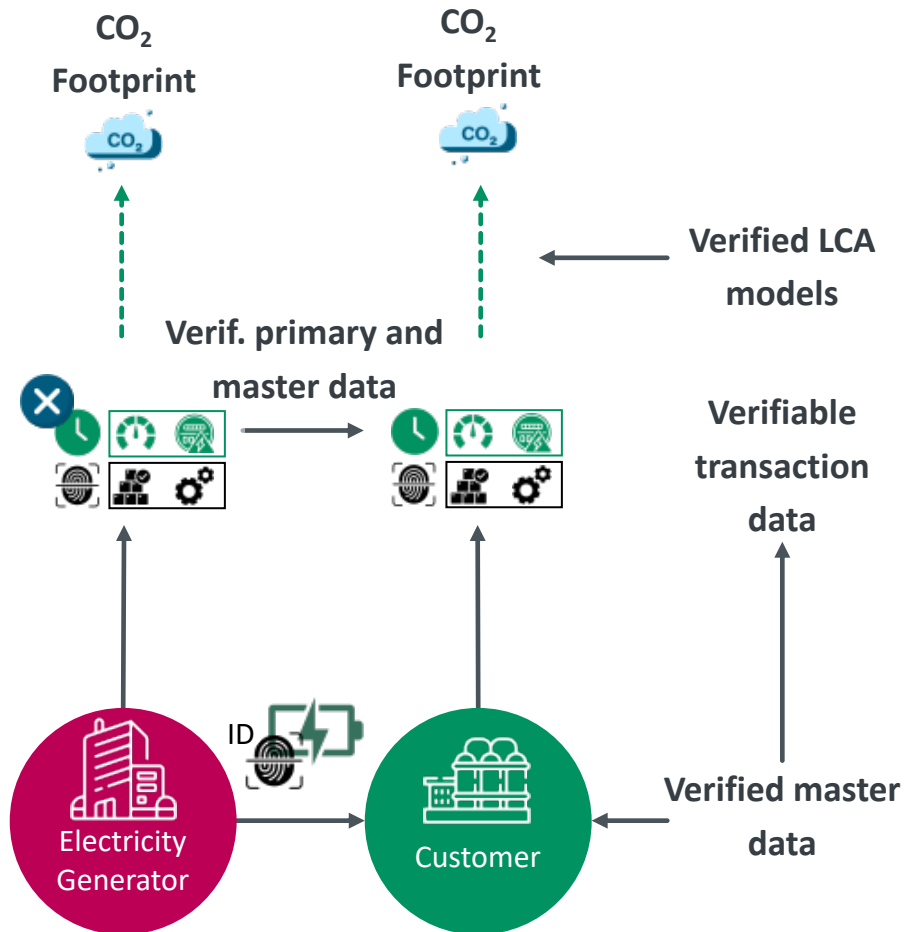 CO₂
Footprint
CO₂
CO₂
Footprint
CO₂
Verified LCA
models
Verif. primary and
master data
Verifiable
transaction
data
ID
Electricity
Generator
Customer
Verified master
data